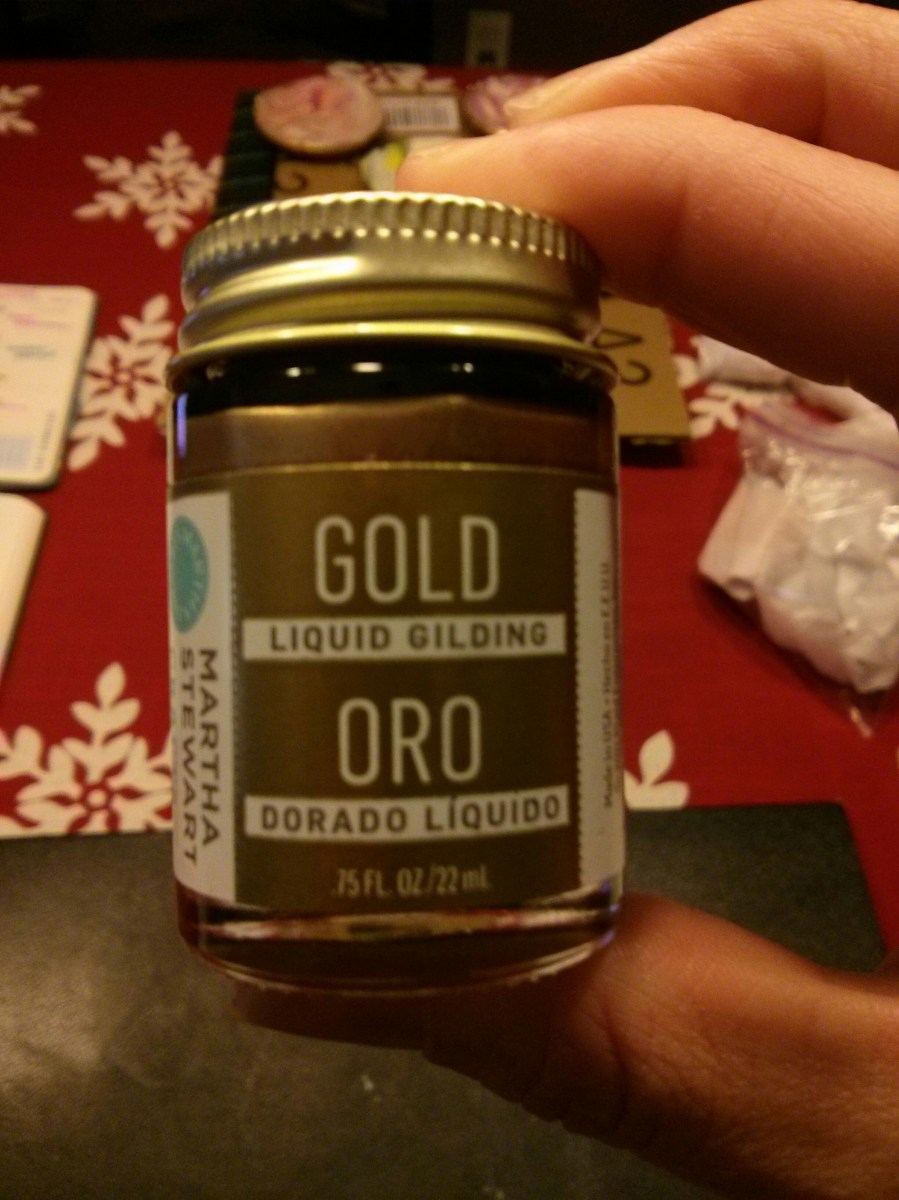 GOLD
LIQUID GILDING
ORO
DORADO LÍQUIDO
.75 FL. OZ/22 mL
MARTHA
STEWART